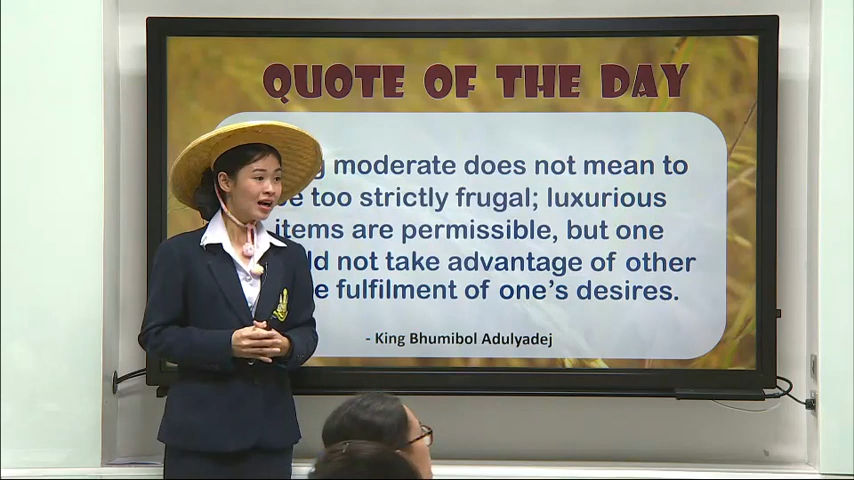 QUOTE OF THE DAY
moderate does not mean to
too strictly frugal; luxurious
items are permissible, but one
not take advantage of other
fulfilment of one's desires.
- King Bhumibol Adulyadej